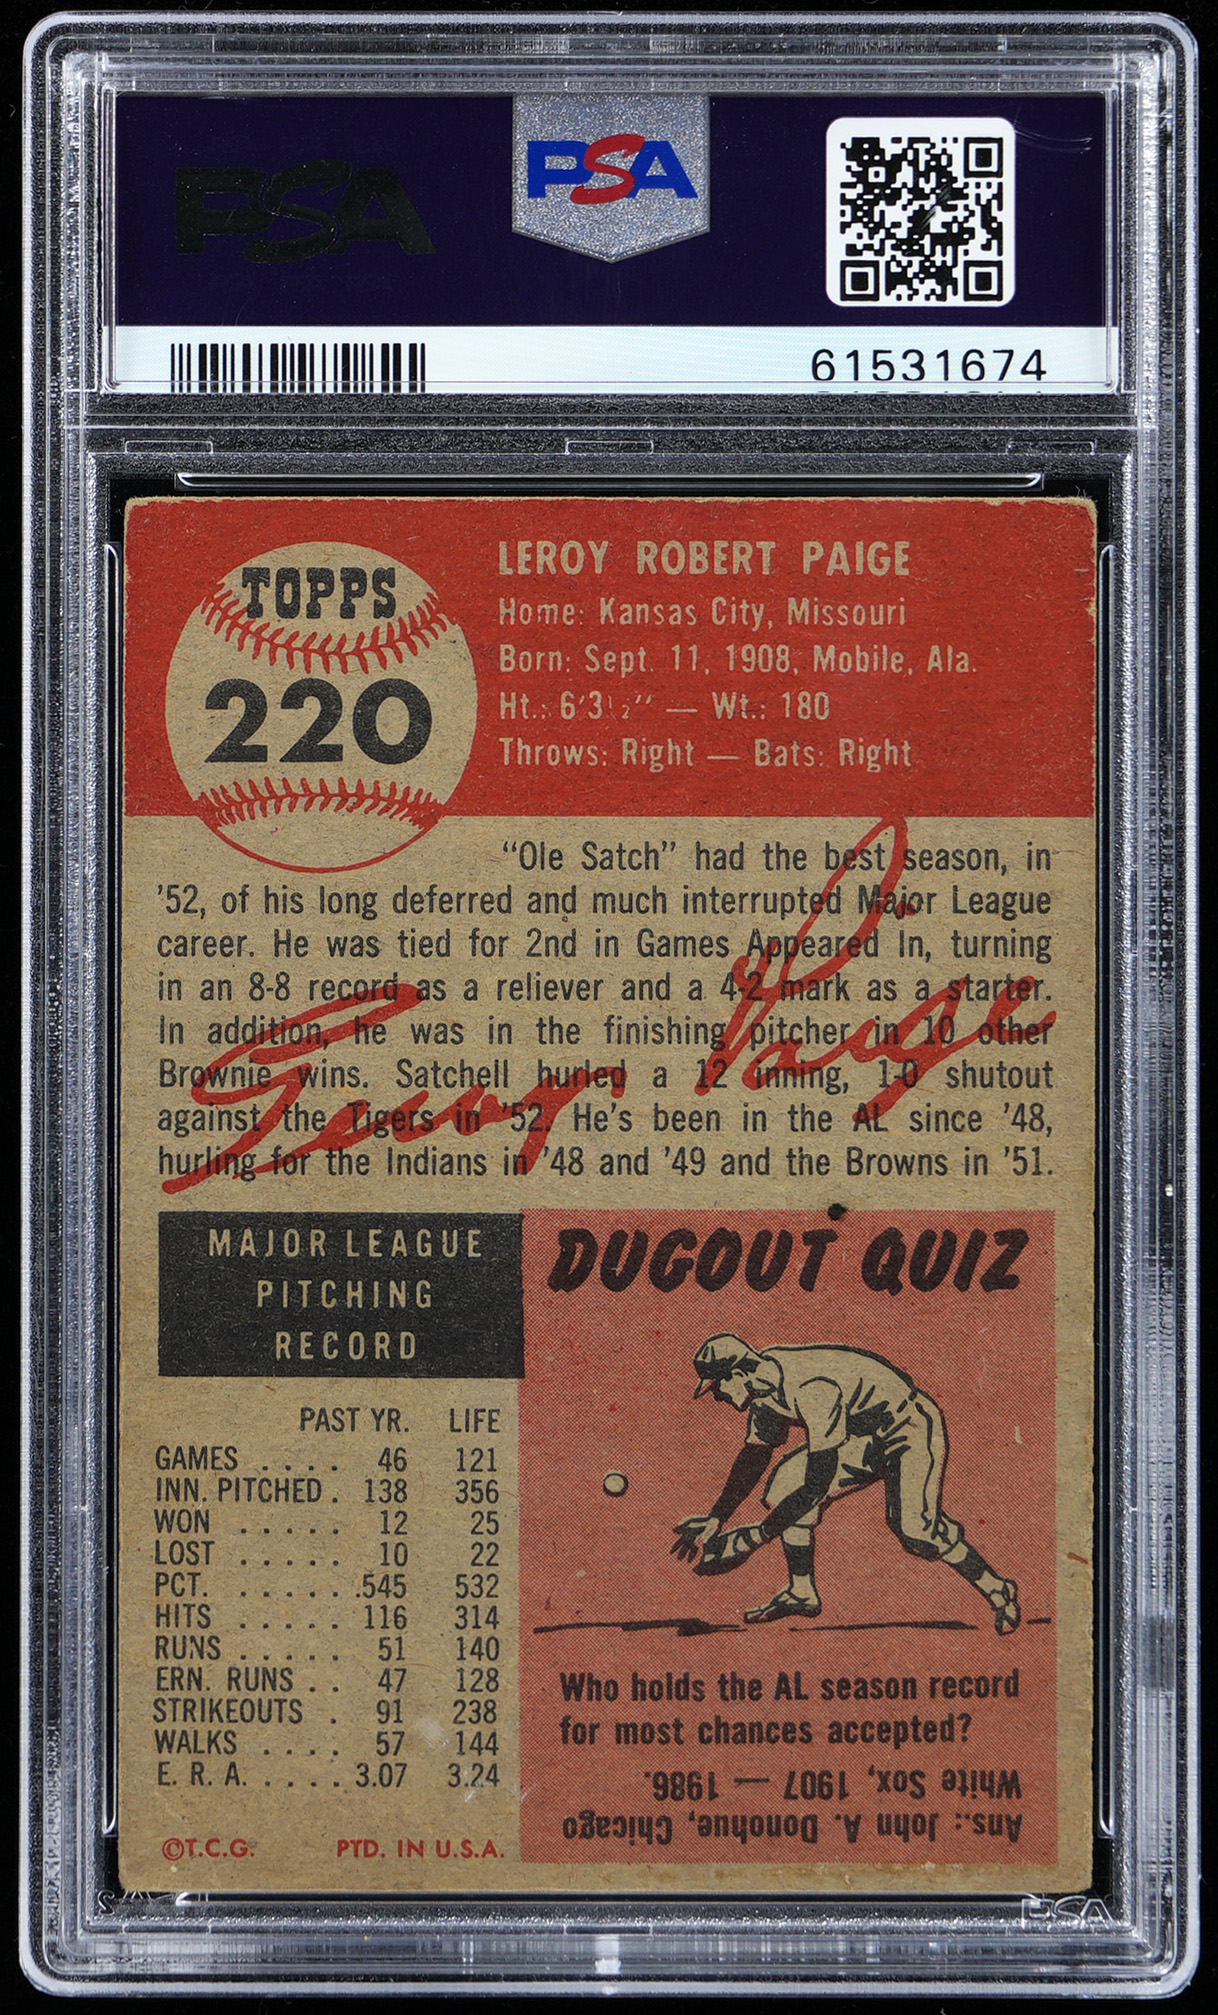 PSA
PSA
61531674
TOPPS
220
LEROY ROBERT PAIGE
Home: Kansas City, Missouri
Born: Sept. 11, 1908, Mobile, Ala.
Ht.: 6'3½" — Wt.: 180
Throws: Right — Bats: Right
"Ole Satch" had the best season, in
'52, of his long deferred and much interrupted Major League
career. He was tied for 2nd in Games Appeared In, turning
in an 8-8 record as a reliever and a 4-2 mark as a starter.
In addition, he was in the finishing pitcher in 10 other
Brownie wins. Satchell hurled a 12 inning, 1-0 shutout
against the Tigers in '52. He's been in the AL since '48,
hurling for the Indians in '48 and '49 and the Browns in '51.
Leroy Paige
MAJOR LEAGUE
PITCHING
RECORD
PAST YR. LIFE
GAMES .... 46 121
INN. PITCHED . 138 356
WON ..... 12 25
LOST ..... 10 22
PCT. ..... .545 532
HITS ..... 116 314
RUNS ..... 51 140
ERN. RUNS .. 47 128
STRIKEOUTS . 91 238
WALKS .... 57 144
E. R. A. .... 3.07 3.24
©T.C.G. PTD. IN U.S.A.
DUGOUT QUIZ
Who holds the AL season record
for most chances accepted?
Ans.: John A. Donohue, Chicago
White Sox, 1907 — 1986.
PSA